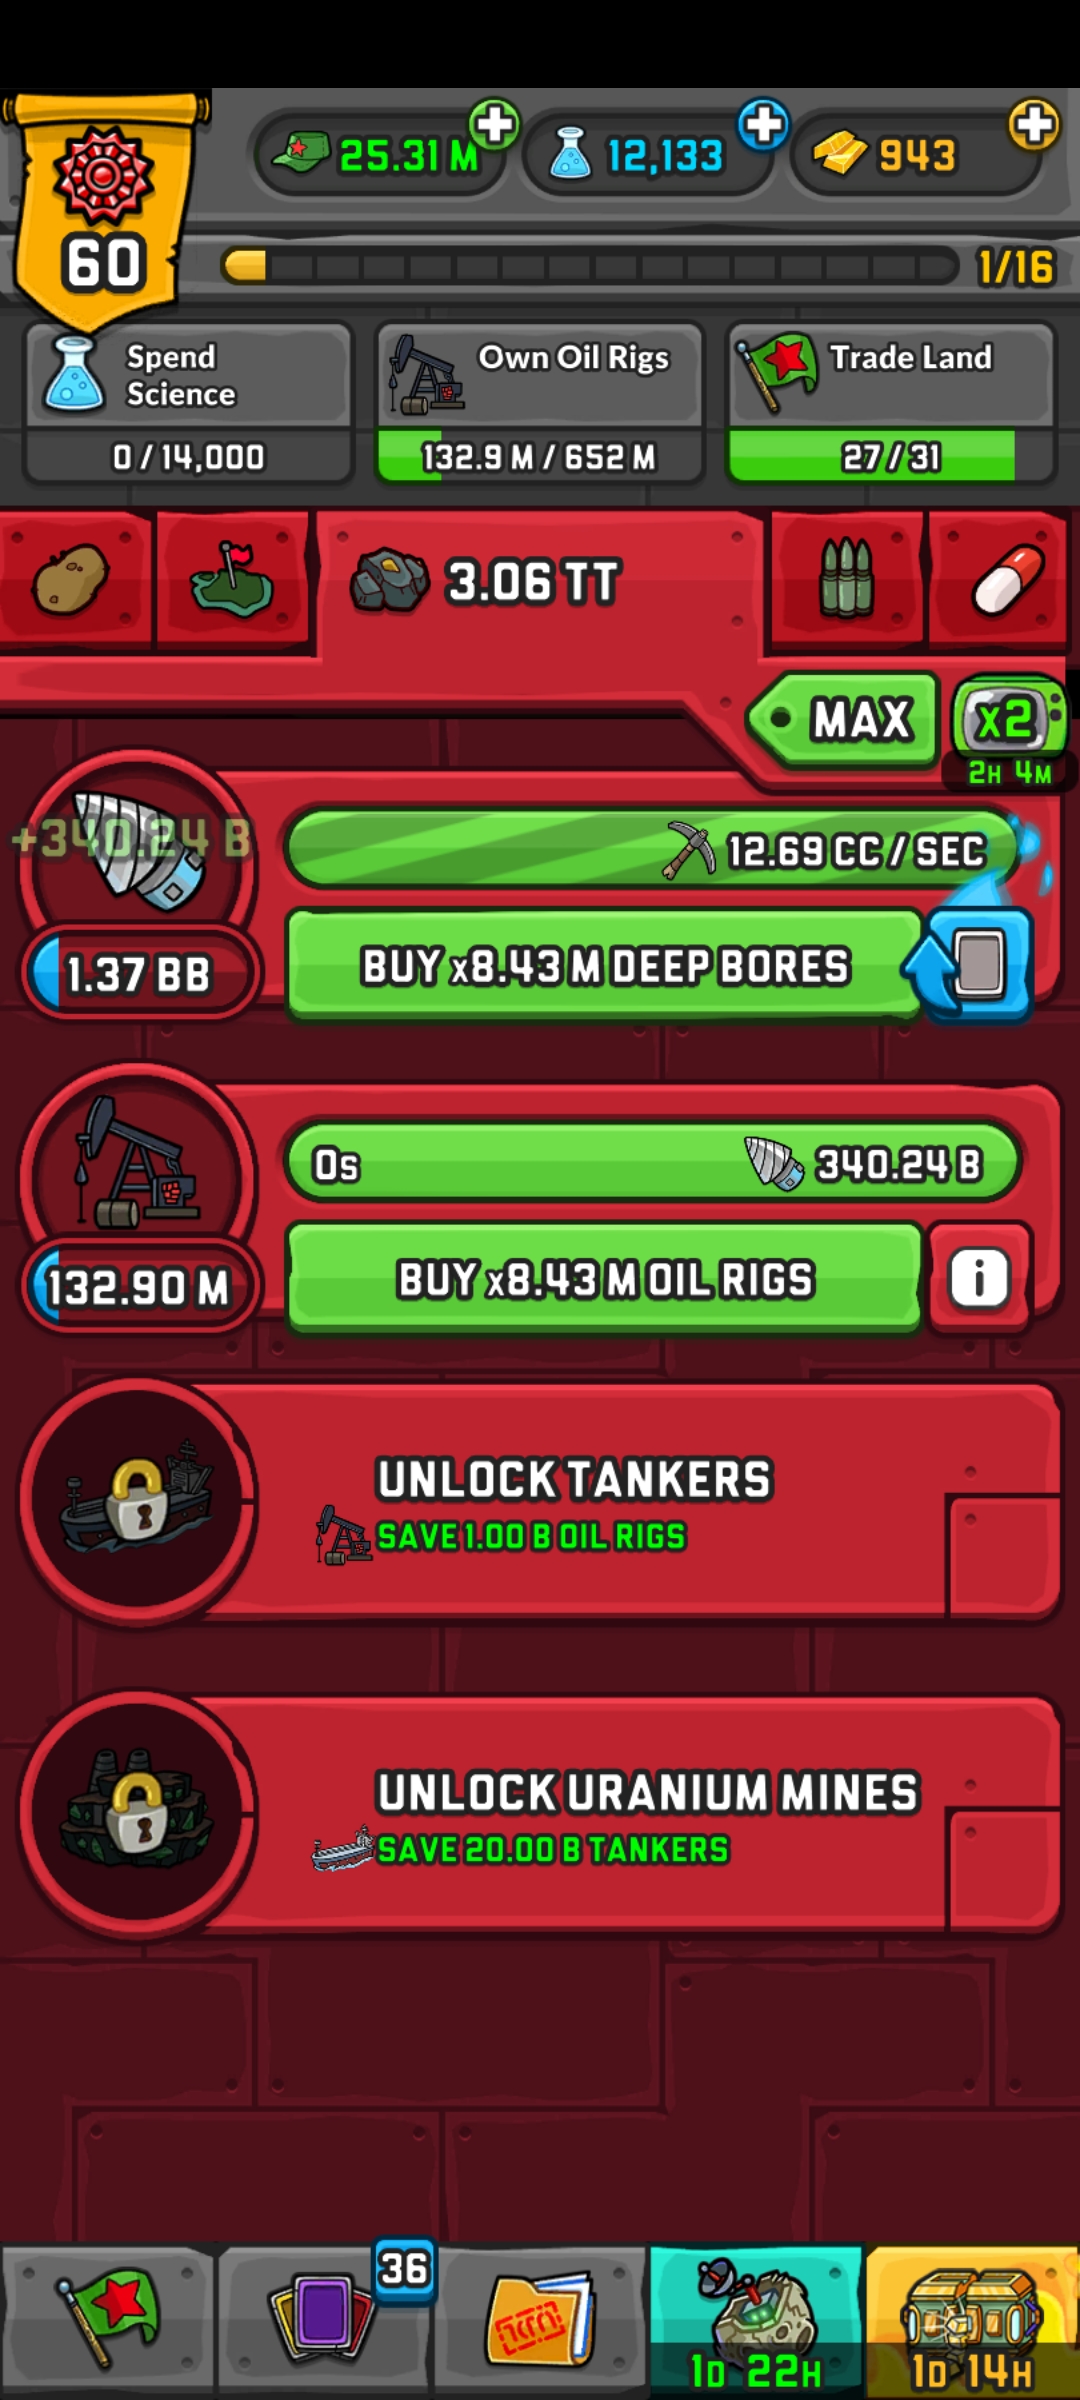 25.31 M
12,133
943
60
1/16
Spend
Science
0 / 14,000
Own Oil Rigs
132.9 M / 652 M
Trade Land
27 / 31
3.06 TT
MAX
x2
2H 4M
+340.24 B
12.69 CC / SEC
1.37 BB
BUY x8.43 M DEEP BORES
0s
340.24 B
132.90 M
BUY x8.43 M OIL RIGS
i
UNLOCK TANKERS
SAVE 1.00 B OIL RIGS
UNLOCK URANIUM MINES
SAVE 20.00 B TANKERS
36
1D 22H
1D 14H